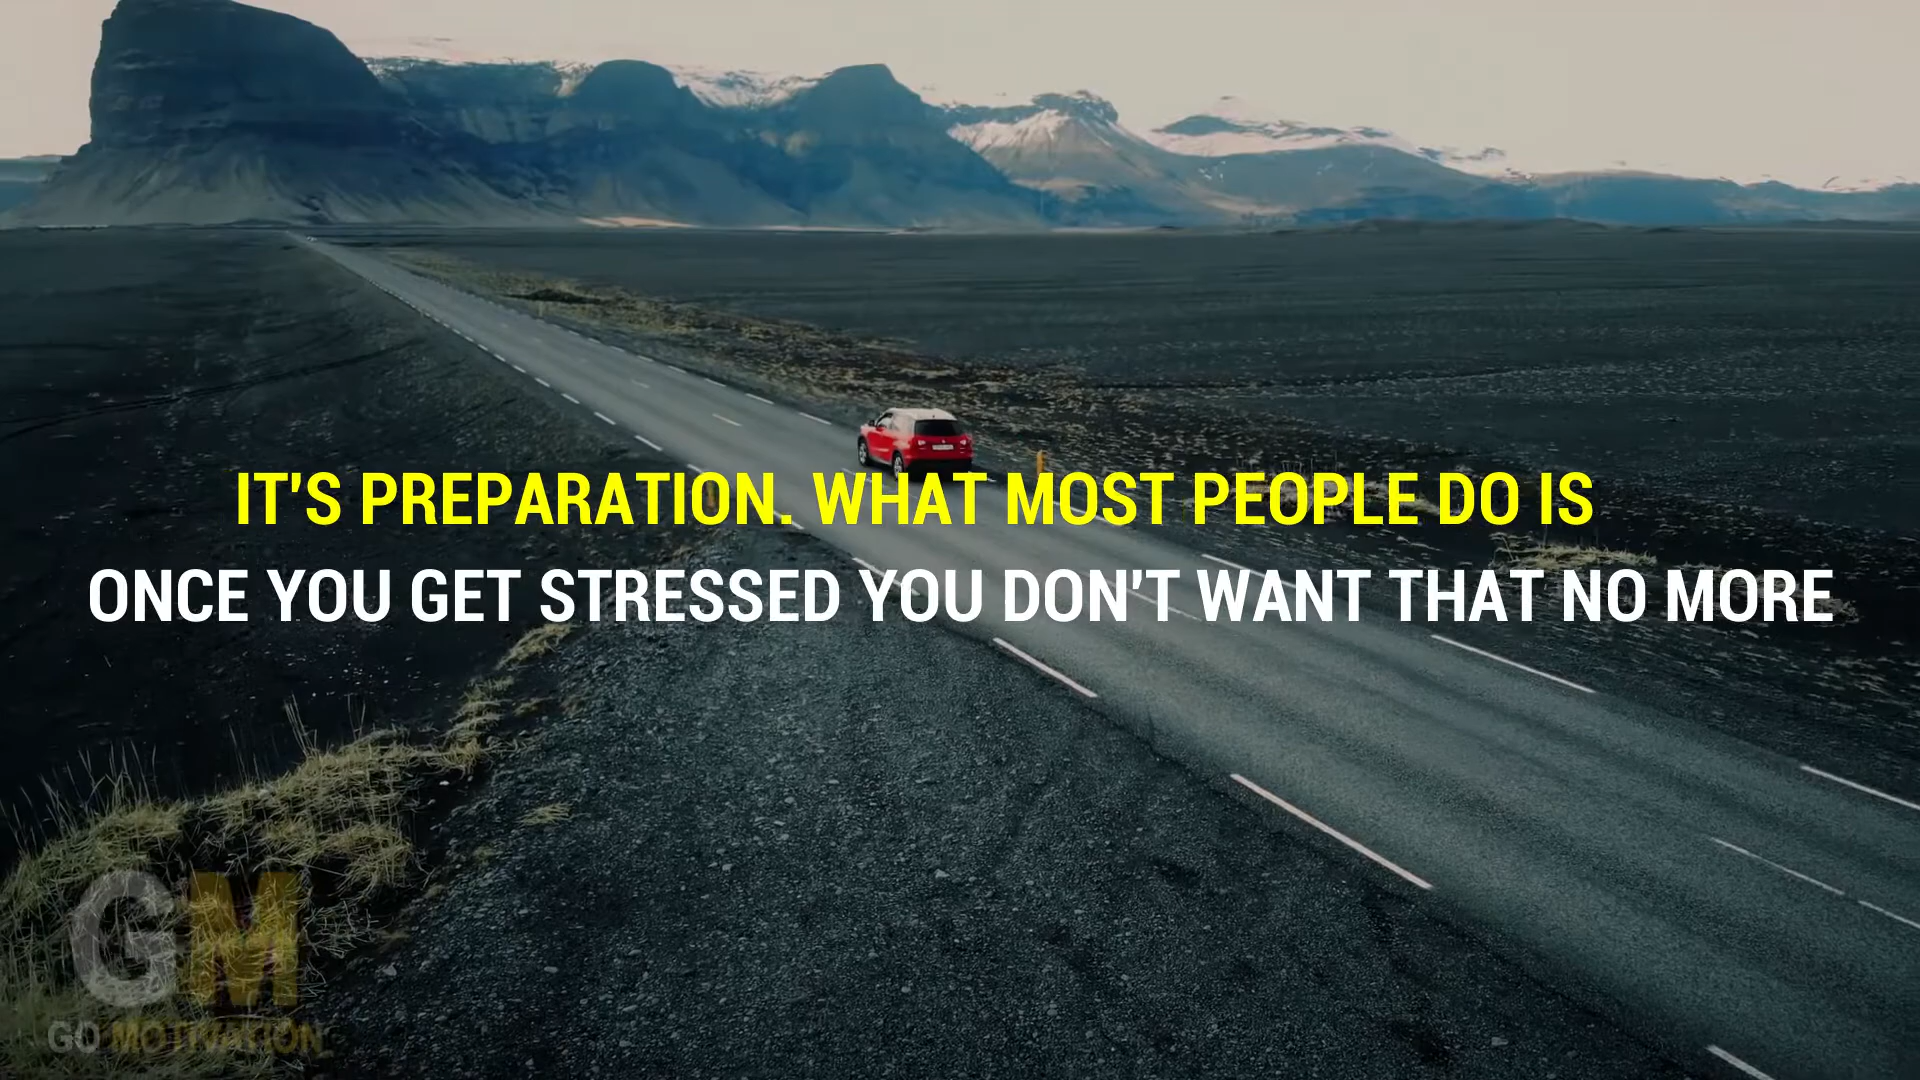 IT'S PREPARATION. WHAT MOST PEOPLE DO IS
ONCE YOU GET STRESSED YOU DON'T WANT THAT NO MORE
GM
GO MOTIVATION